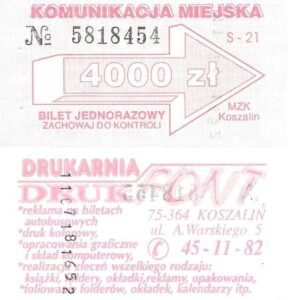 KOMUNIKACJA MIEJSKA
№ 5818454
S - 21
4000 zł
BILET JEDNORAZOWY
ZACHOWAJ DO KONTROLI
MZK
Koszalin
DRUKARNIA
DRUK FONT
*reklama na biletach
autobusowych
*druk kolorowy,
*opracowania graficzne
i skład komputerowy,
*realizacja zleceń wszelkiego rodzaju:
książki, foldery, okładki, reklamy, opakowania,
*foliowanie folderów, okładek, kalendarzy itp.
75-364 KOSZALIN
ul. A. Warskiego 5
✆ 45-11-82